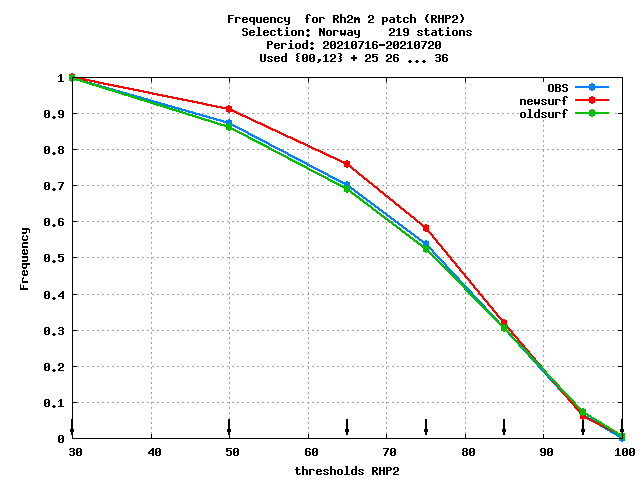 Frequency  for Rh2m 2 patch (RHP2)
Selection: Norway    219 stations
Period: 20210716-20210720
Used {00,12} + 25 26 ... 36
OBS
newsurf
oldsurf
Frequency
1
0.9
0.8
0.7
0.6
0.5
0.4
0.3
0.2
0.1
0
30 40 50 60 70 80 90 100
thresholds RHP2